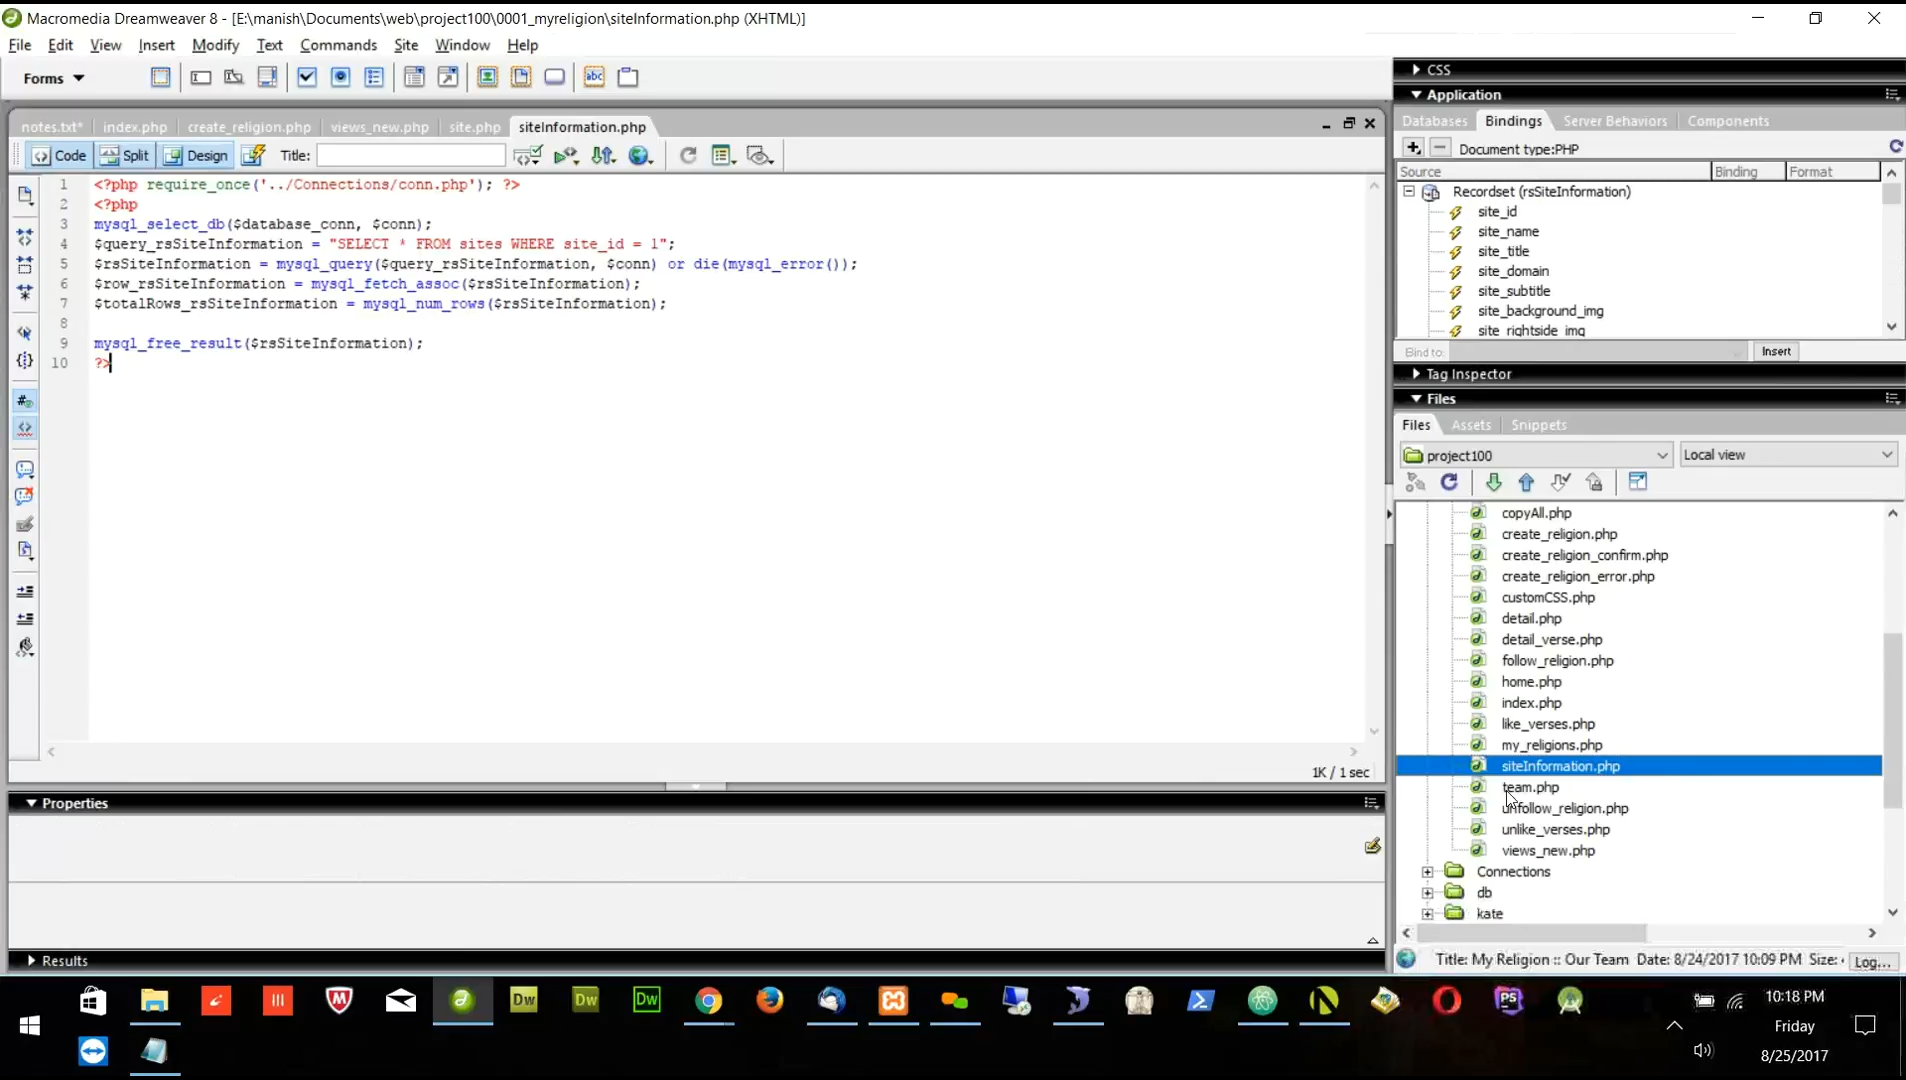 Macromedia Dreamweaver 8 - [E:\manish\Documents\web\project100\0001_myreligion\siteInformation.php (XHTML)]
File Edit View Insert Modify Text Commands Site Window Help
Forms
abc
notes.txt* index.php create_religion.php views_new.php site.php siteInformation.php
Code Split Design Title:
1 <?php require_once('../Connections/conn.php'); ?>
2 <?php
3 mysql_select_db($database_conn, $conn);
4 $query_rsSiteInformation = "SELECT * FROM sites WHERE site_id = 1";
5 $rsSiteInformation = mysql_query($query_rsSiteInformation, $conn) or die(mysql_error());
6 $row_rsSiteInformation = mysql_fetch_assoc($rsSiteInformation);
7 $totalRows_rsSiteInformation = mysql_num_rows($rsSiteInformation);
8
9 mysql_free_result($rsSiteInformation);
10 ?>
1K / 1 sec
Properties
Results
CSS
Application
Databases Bindings Server Behaviors Components
Document type:PHP
Source Binding Format
Recordset (rsSiteInformation)
site_id
site_name
site_title
site_domain
site_subtitle
site_background_img
site_rightside_img
Bind to: Insert
Tag Inspector
Files
Files Assets Snippets
project100 Local view
copyAll.php
create_religion.php
create_religion_confirm.php
create_religion_error.php
customCSS.php
detail.php
detail_verse.php
follow_religion.php
home.php
index.php
like_verses.php
my_religions.php
siteInformation.php
team.php
unfollow_religion.php
unlike_verses.php
views_new.php
Connections
db
kate
Title: My Religion :: Our Team Date: 8/24/2017 10:09 PM Size: Log...
Dw Dw Dw PS
10:18 PM
Friday
8/25/2017